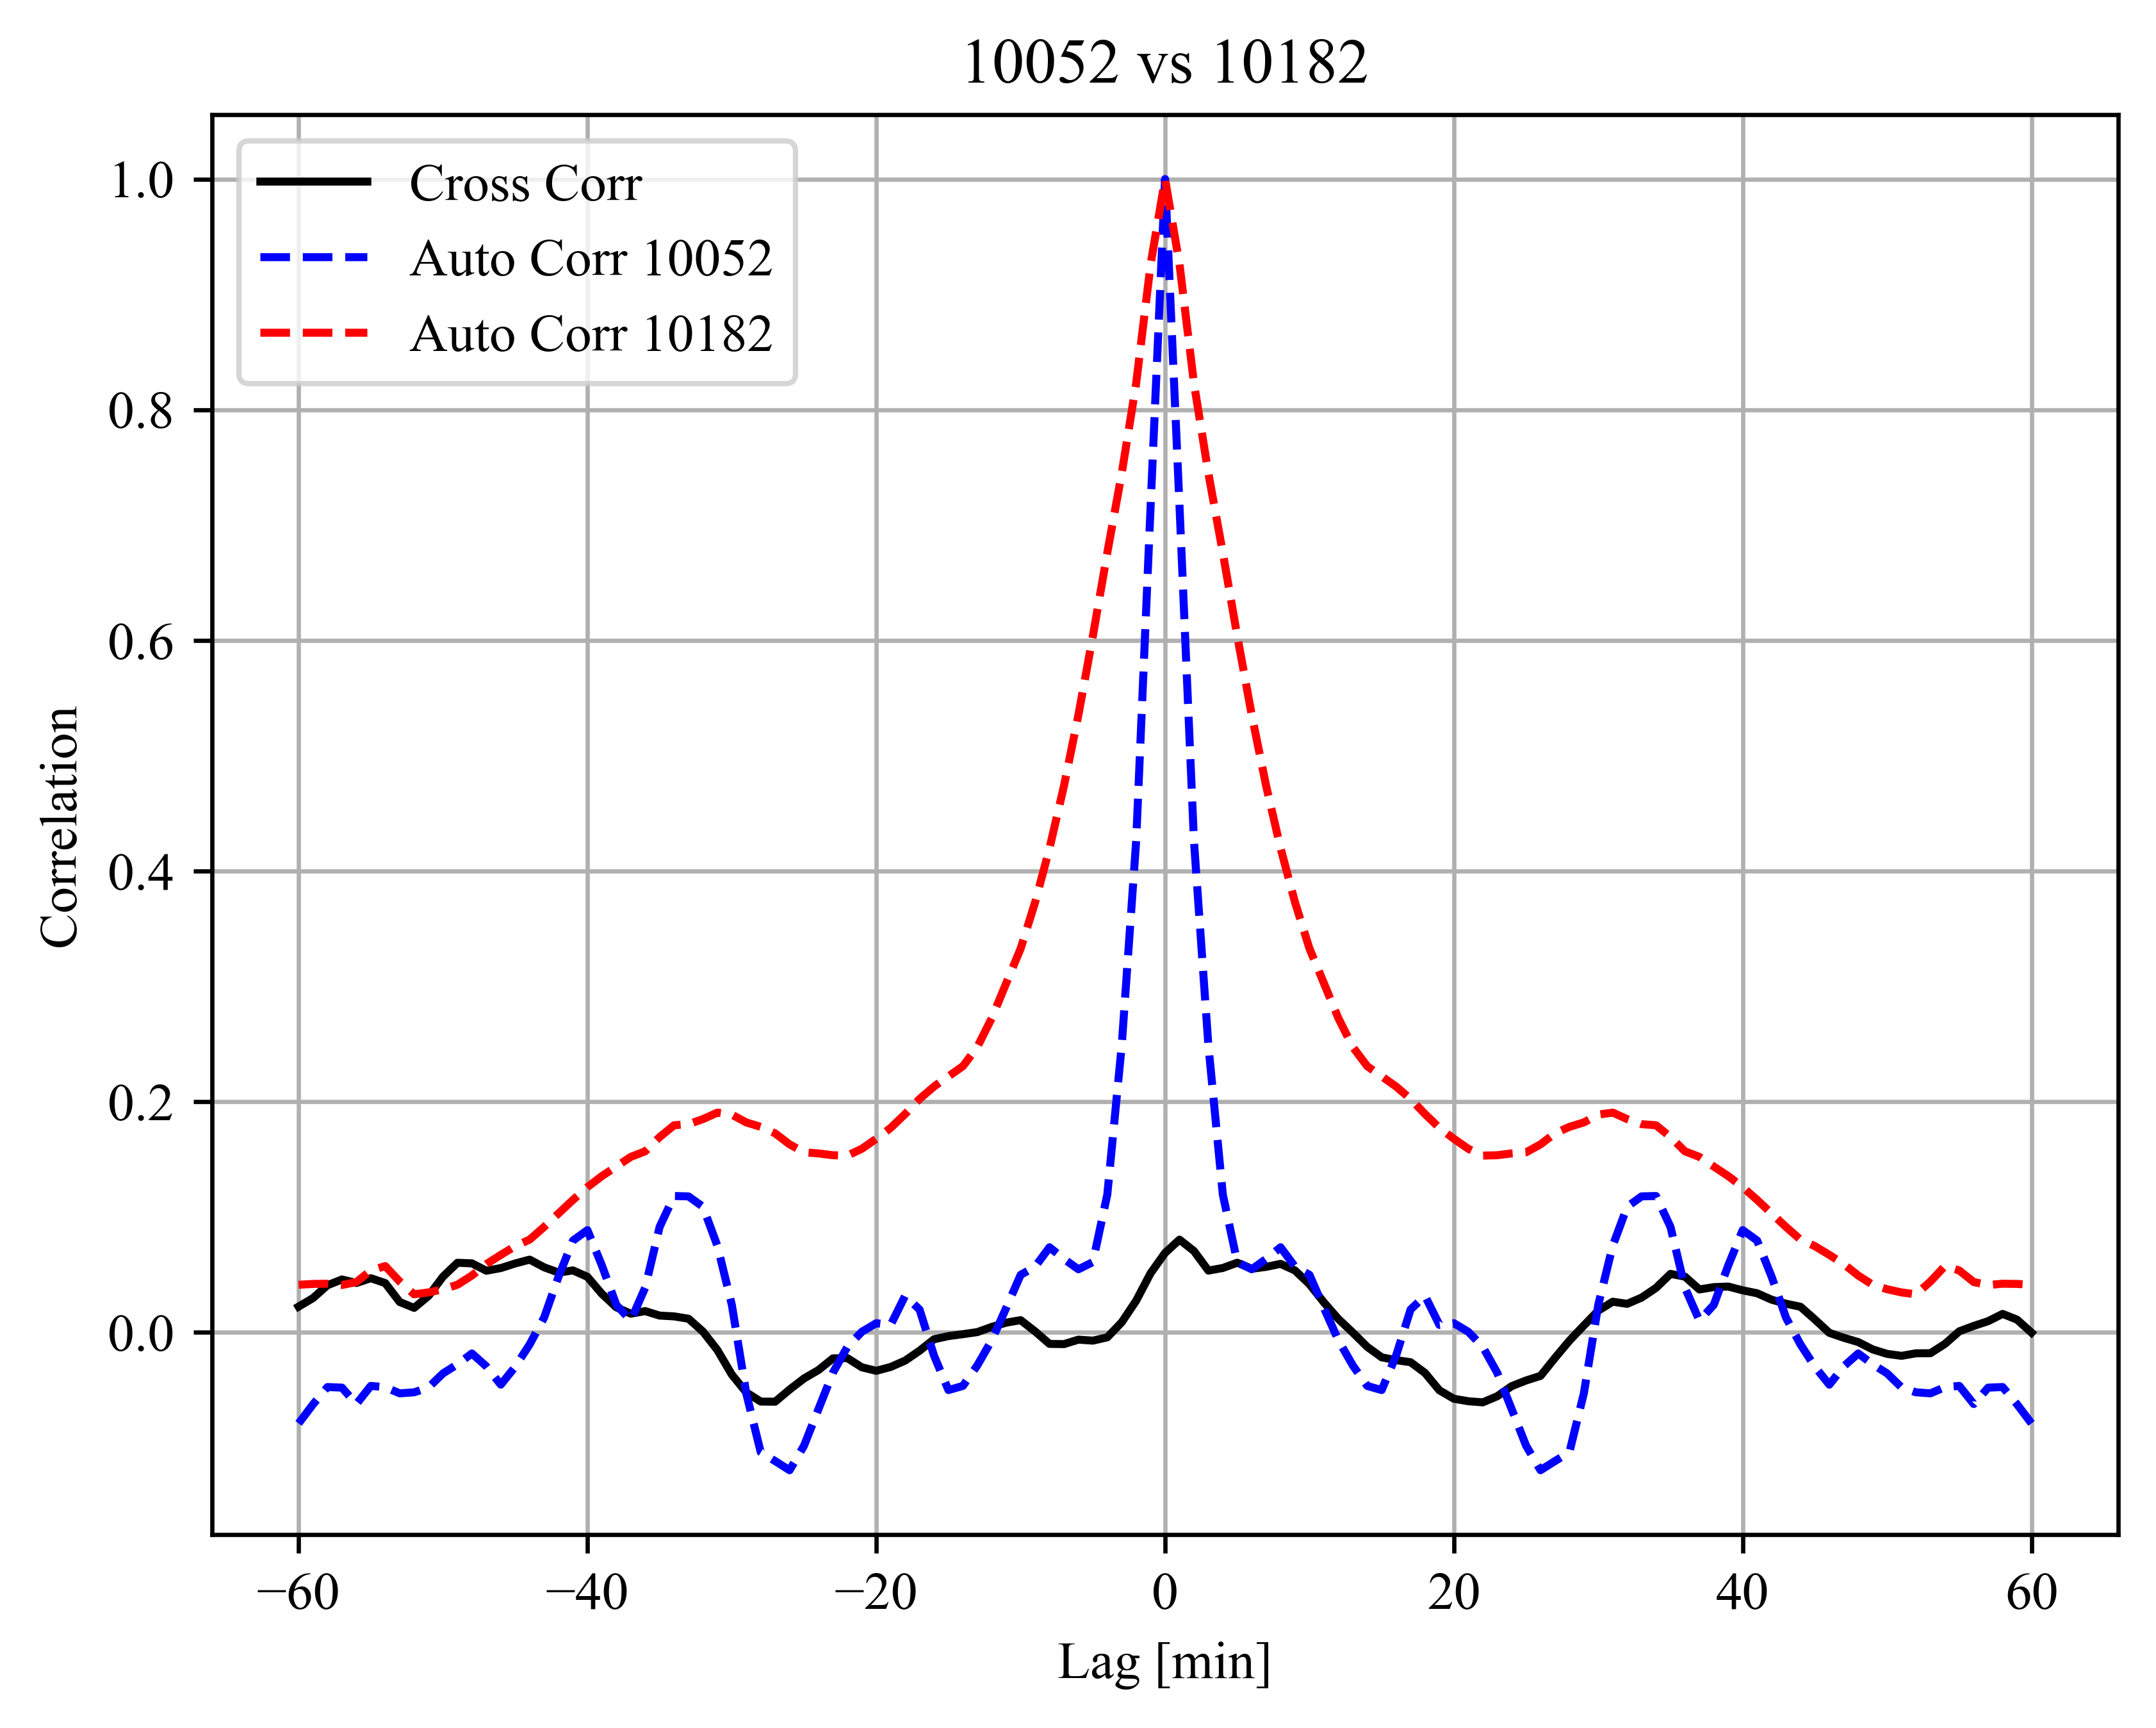 10052 vs 10182
Cross Corr
Auto Corr 10052
Auto Corr 10182
1.0
0.8
0.6
0.4
0.2
0.0
Correlation
−60 −40 −20 0 20 40 60
Lag [min]